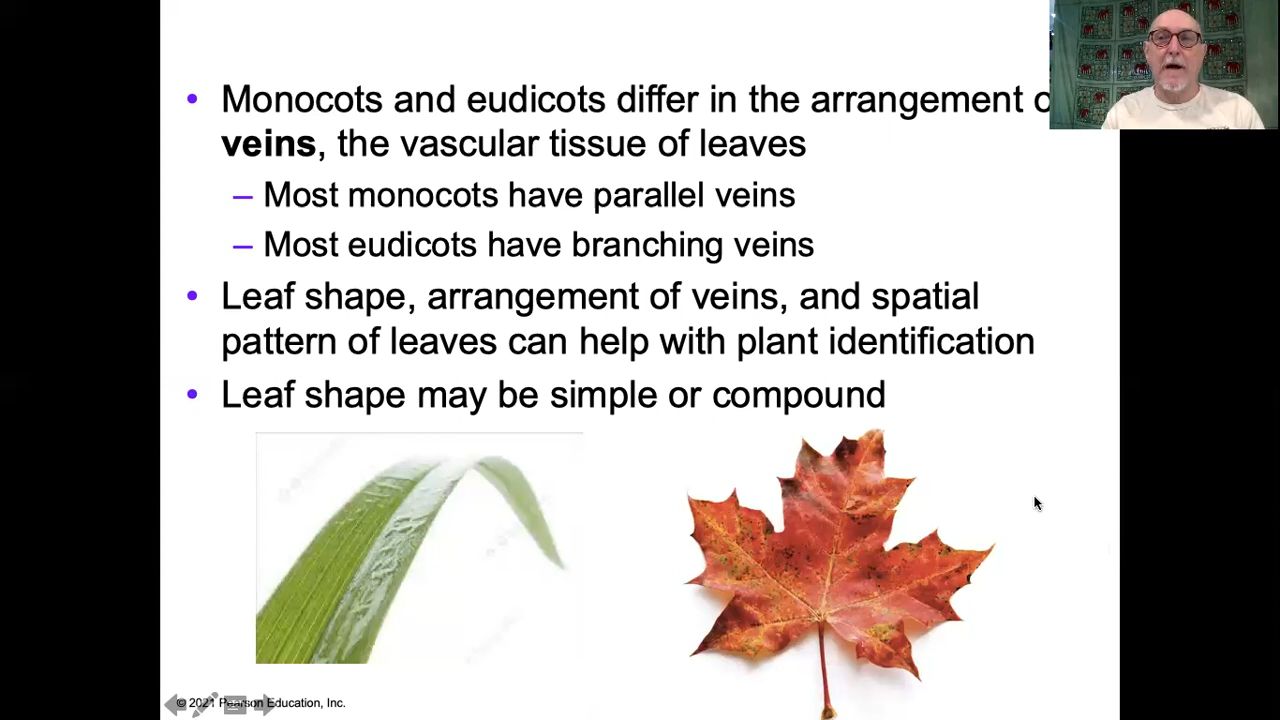 • Monocots and eudicots differ in the arrangement
veins, the vascular tissue of leaves
– Most monocots have parallel veins
– Most eudicots have branching veins
• Leaf shape, arrangement of veins, and spatial
pattern of leaves can help with plant identification
• Leaf shape may be simple or compound
© 2021 Pearson Education, Inc.